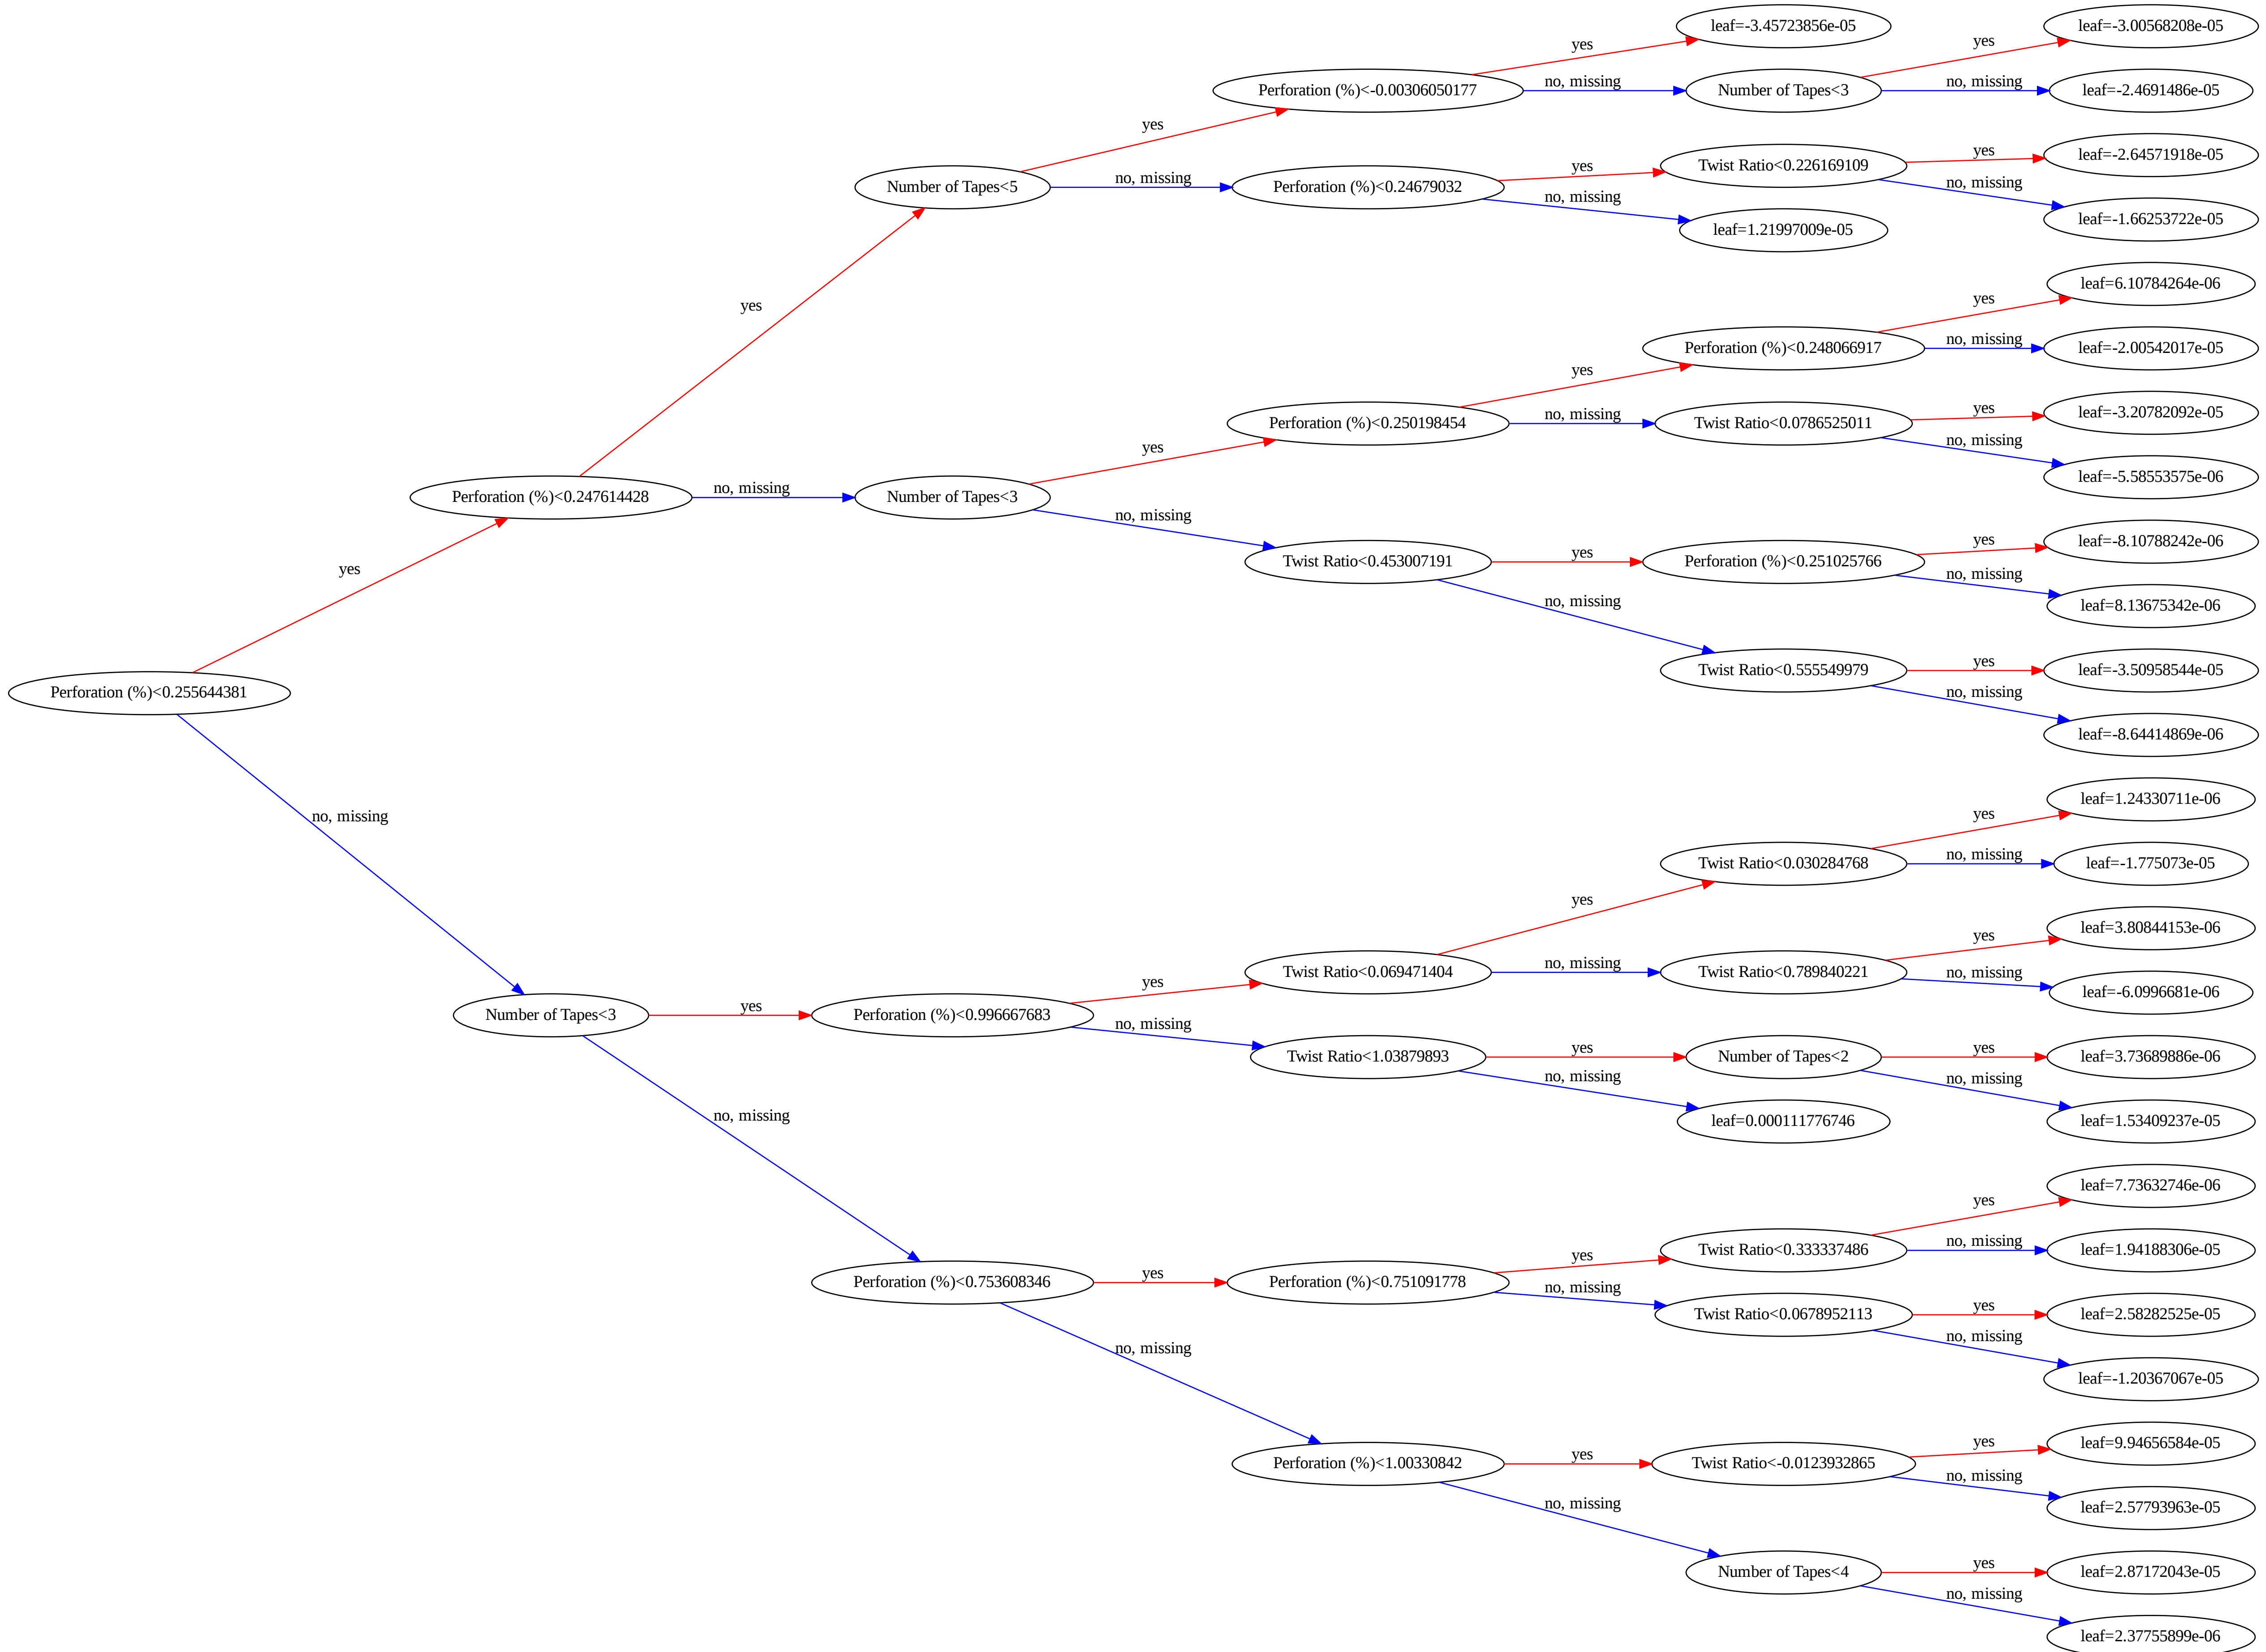 Perforation (%)<0.255644381
yes
no, missing
Perforation (%)<0.247614428
yes
no, missing
Number of Tapes<5
yes
no, missing
Perforation (%)<-0.00306050177
yes
leaf=-3.45723856e-05
no, missing
Number of Tapes<3
yes
leaf=-3.00568208e-05
no, missing
leaf=-2.4691486e-05
Perforation (%)<0.24679032
yes
no, missing
Twist Ratio<0.226169109
yes
leaf=-2.64571918e-05
no, missing
leaf=-1.66253722e-05
leaf=1.21997009e-05
Number of Tapes<3
yes
no, missing
Perforation (%)<0.250198454
yes
no, missing
Perforation (%)<0.248066917
yes
leaf=6.10784264e-06
no, missing
leaf=-2.00542017e-05
Twist Ratio<0.0786525011
yes
leaf=-3.20782092e-05
no, missing
leaf=-5.58553575e-06
Twist Ratio<0.453007191
yes
no, missing
Perforation (%)<0.251025766
yes
leaf=-8.10788242e-06
no, missing
leaf=8.13675342e-06
Twist Ratio<0.555549979
yes
leaf=-3.50958544e-05
no, missing
leaf=-8.64414869e-06
Number of Tapes<3
yes
no, missing
Perforation (%)<0.996667683
yes
no, missing
Twist Ratio<0.069471404
yes
no, missing
Twist Ratio<0.030284768
yes
leaf=1.24330711e-06
no, missing
leaf=-1.775073e-05
Twist Ratio<0.789840221
yes
leaf=3.80844153e-06
no, missing
leaf=-6.0996681e-06
Twist Ratio<1.03879893
yes
no, missing
Number of Tapes<2
yes
leaf=3.73689886e-06
no, missing
leaf=1.53409237e-05
leaf=0.000111776746
Perforation (%)<0.753608346
yes
no, missing
Perforation (%)<0.751091778
yes
no, missing
Twist Ratio<0.333337486
yes
leaf=7.73632746e-06
no, missing
leaf=1.94188306e-05
Twist Ratio<0.0678952113
yes
leaf=2.58282525e-05
no, missing
leaf=-1.20367067e-05
Perforation (%)<1.00330842
yes
no, missing
Twist Ratio<-0.0123932865
yes
leaf=9.94656584e-05
no, missing
leaf=2.57793963e-05
Number of Tapes<4
yes
leaf=2.87172043e-05
no, missing
leaf=2.37755899e-06